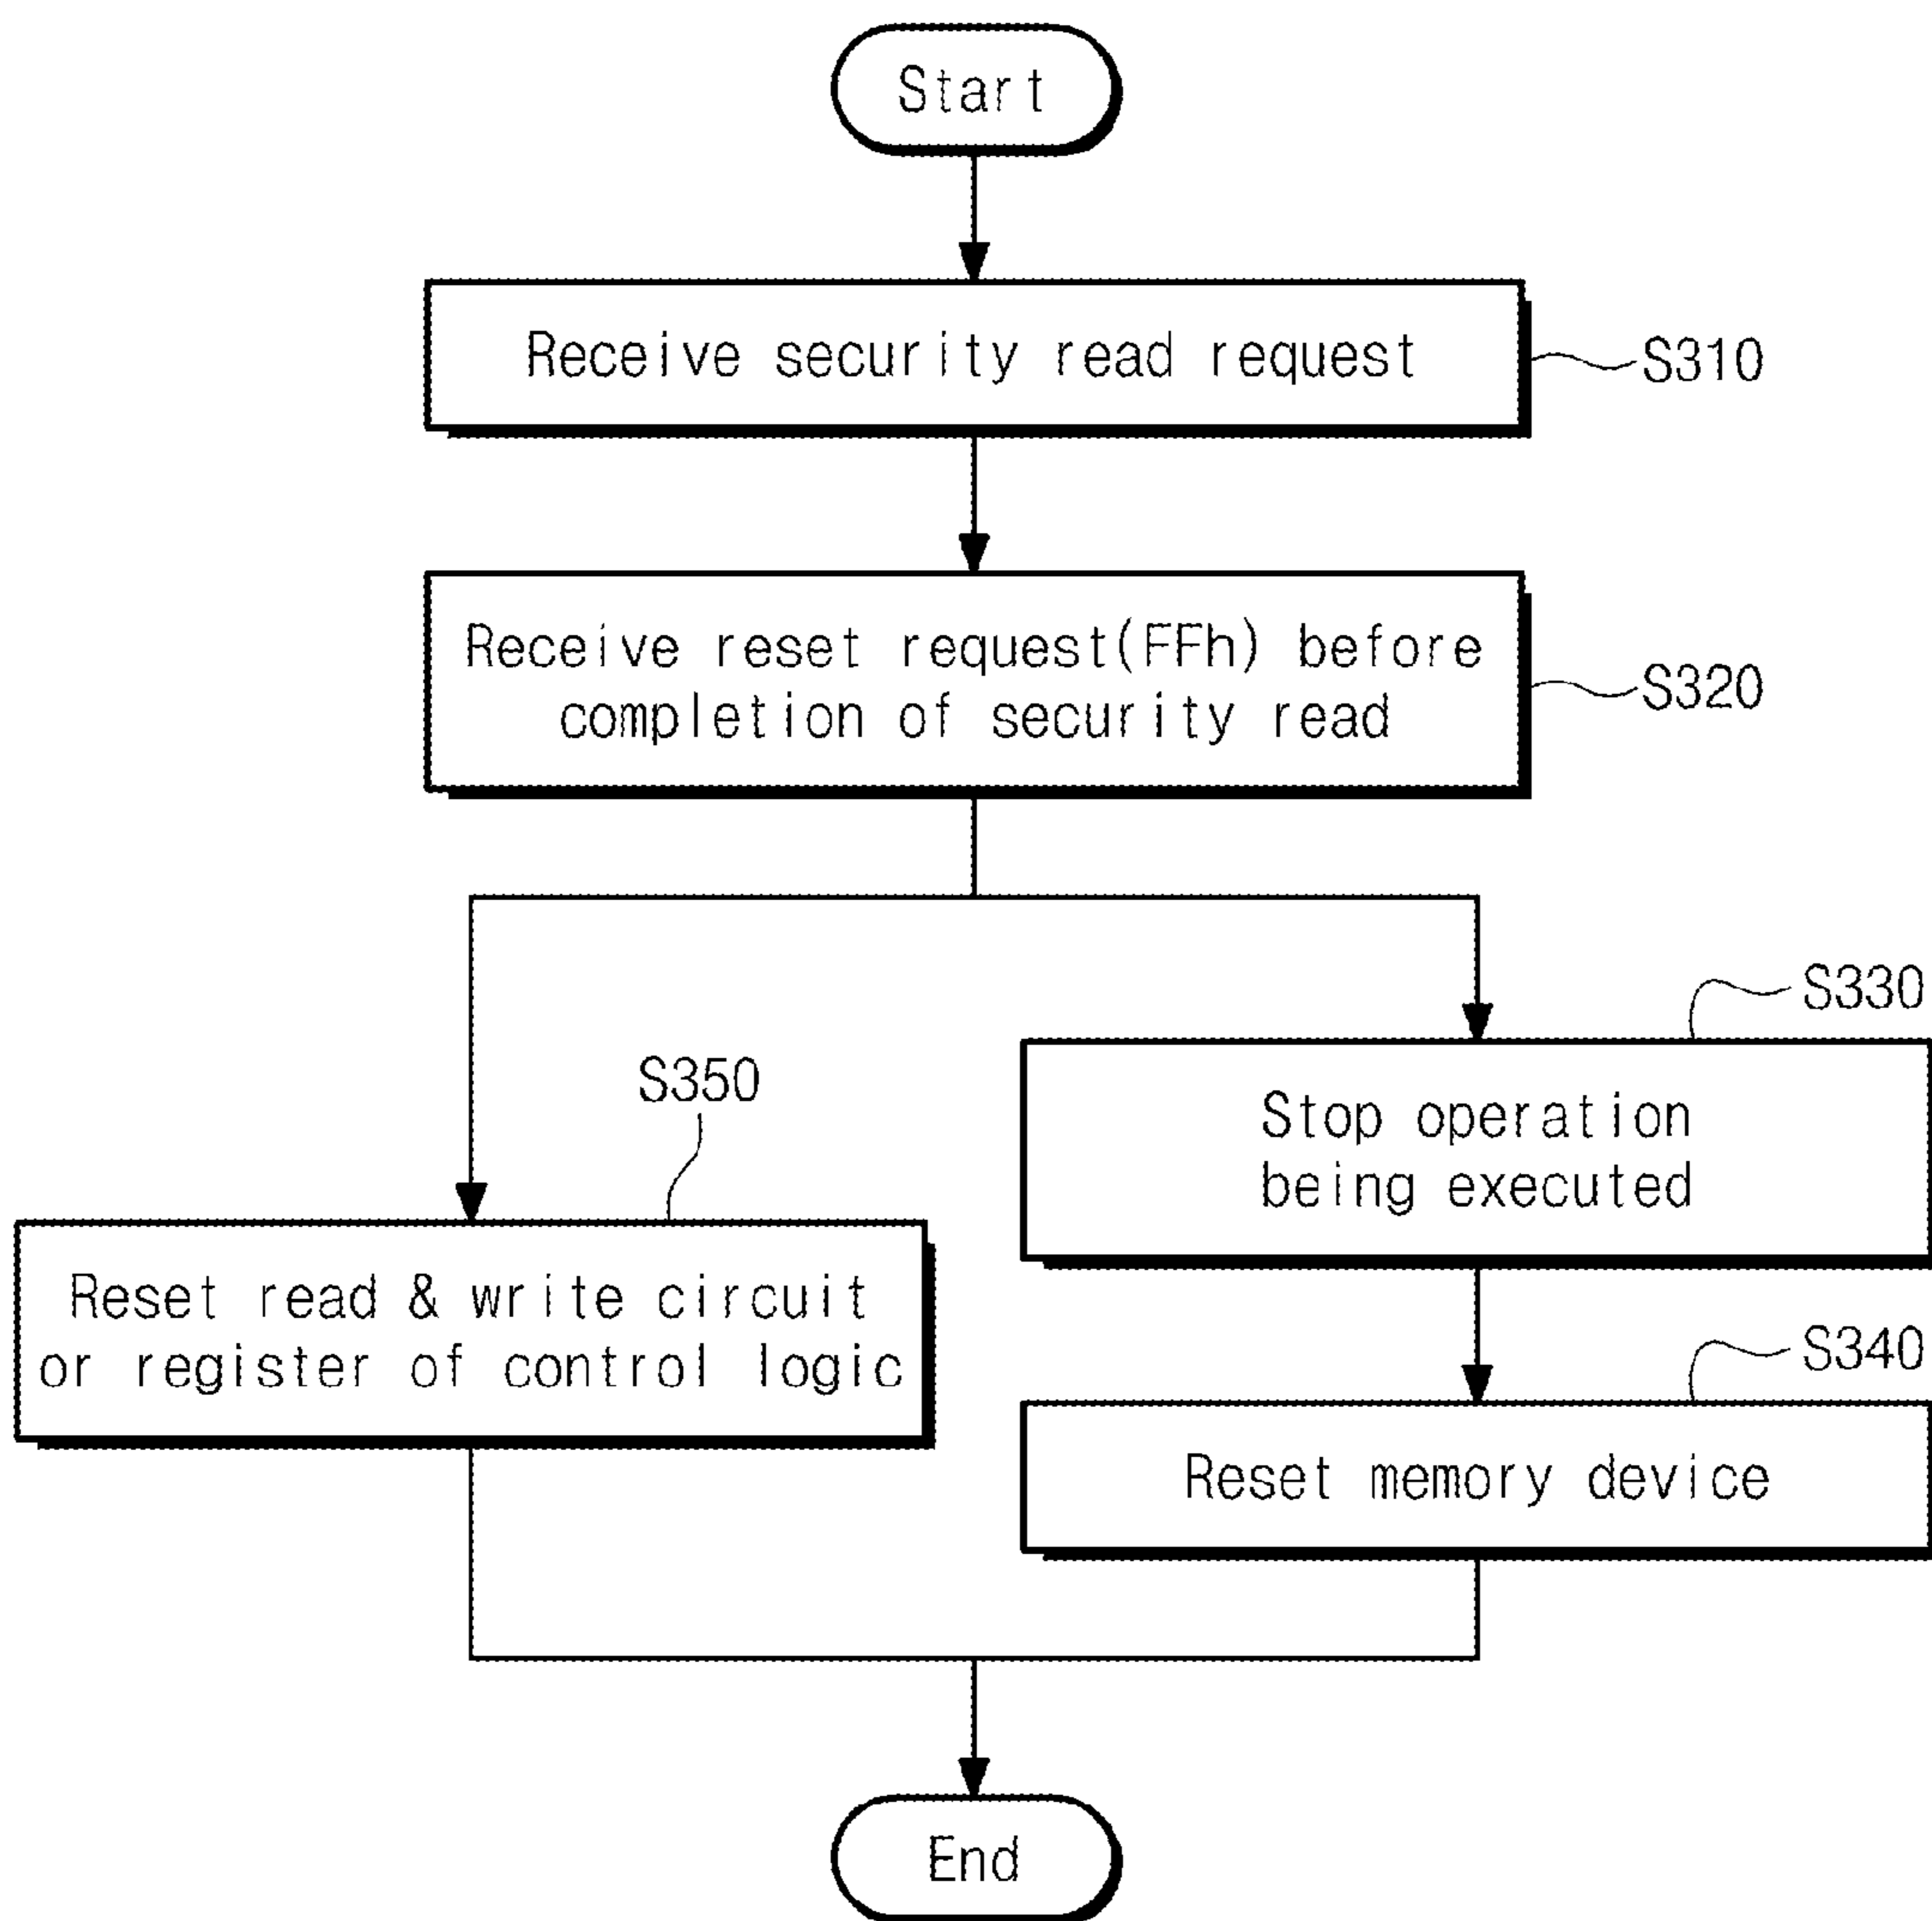 Start
Receive security read request
S310
Receive reset request(FFh) before
completion of security read
S320
S330
Stop operation
being executed
S350
Reset read & write circuit
or register of control logic
S340
Reset memory device
End